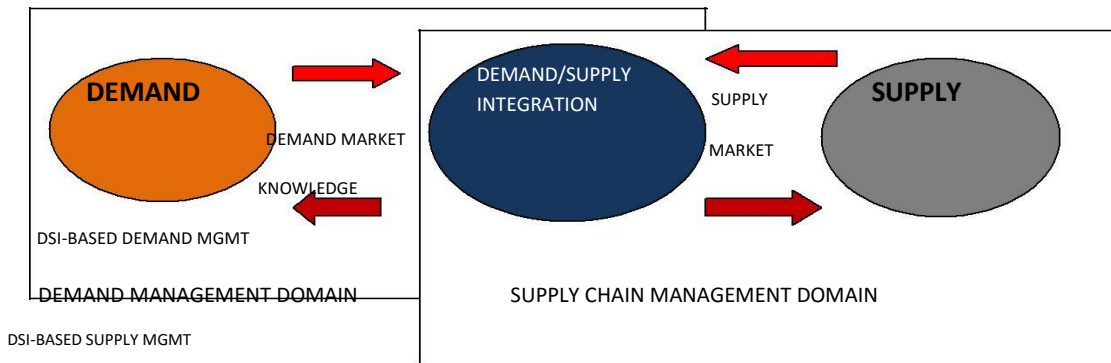 DEMAND
DEMAND/SUPPLY
INTEGRATION
SUPPLY
SUPPLY
DEMAND MARKET
MARKET
KNOWLEDGE
DSI-BASED DEMAND MGMT
DEMAND MANAGEMENT DOMAIN
SUPPLY CHAIN MANAGEMENT DOMAIN
DSI-BASED SUPPLY MGMT